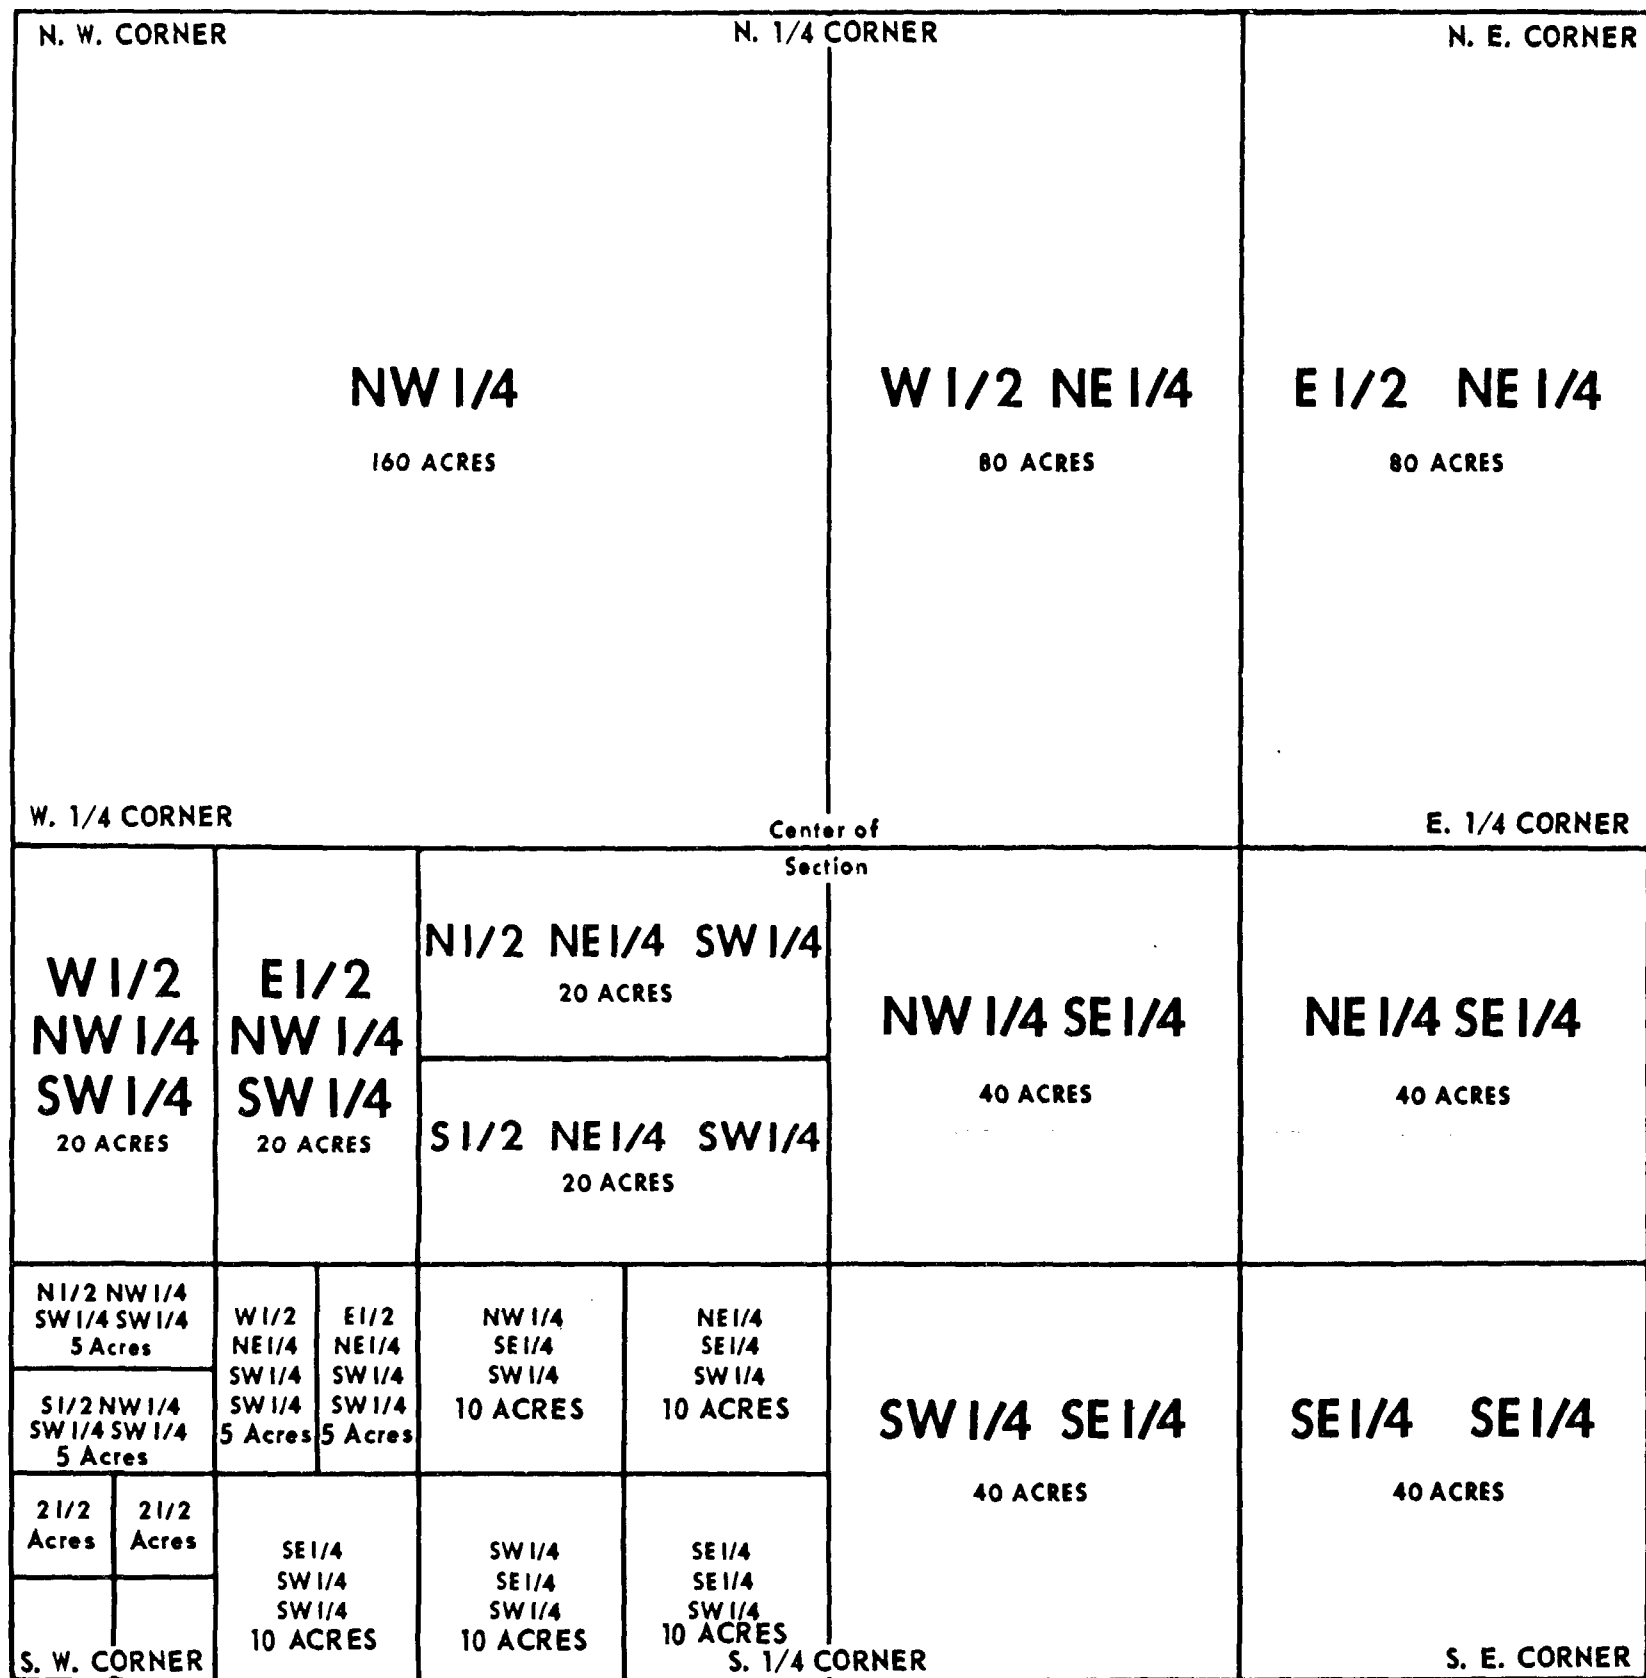 N. W. CORNER
N. 1/4 CORNER
N. E. CORNER
NW 1/4
160 ACRES
W 1/2 NE 1/4
80 ACRES
E 1/2 NE 1/4
80 ACRES
W. 1/4 CORNER
Center of
Section
E. 1/4 CORNER
W 1/2
NW 1/4
SW 1/4
20 ACRES
E 1/2
NW 1/4
SW 1/4
20 ACRES
N 1/2 NE 1/4 SW 1/4
20 ACRES
S 1/2 NE 1/4 SW 1/4
20 ACRES
NW 1/4 SE 1/4
40 ACRES
NE 1/4 SE 1/4
40 ACRES
N 1/2 NW 1/4
SW 1/4 SW 1/4
5 Acres
S 1/2 NW 1/4
SW 1/4 SW 1/4
5 Acres
W 1/2
NE 1/4
SW 1/4
SW 1/4
5 Acres
E 1/2
NE 1/4
SW 1/4
SW 1/4
5 Acres
NW 1/4
SE 1/4
SW 1/4
10 ACRES
NE 1/4
SE 1/4
SW 1/4
10 ACRES
SW 1/4 SE 1/4
40 ACRES
SE 1/4 SE 1/4
40 ACRES
2 1/2
Acres
2 1/2
Acres
SE 1/4
SW 1/4
SW 1/4
10 ACRES
SW 1/4
SE 1/4
SW 1/4
10 ACRES
SE 1/4
SE 1/4
SW 1/4
10 ACRES
S. W. CORNER
S. 1/4 CORNER
S. E. CORNER